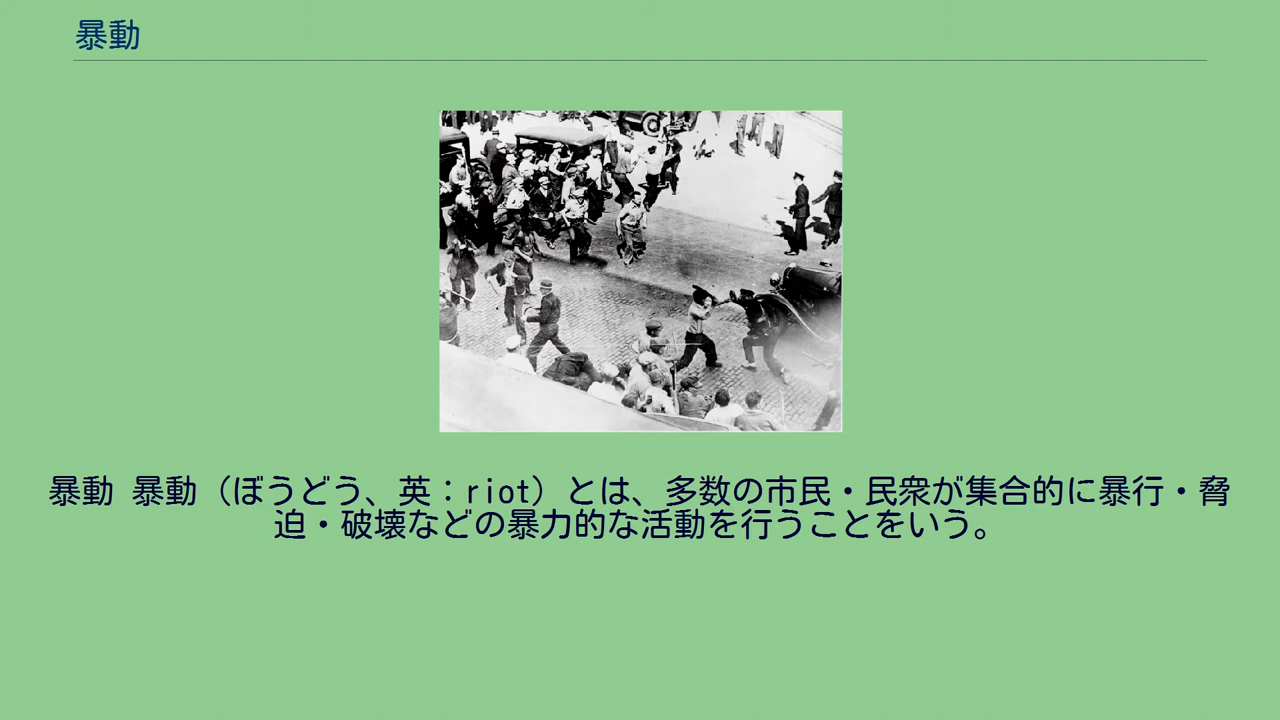 暴動
暴動 暴動（ぼうどう、英：riot）とは、多数の市民・民衆が集合的に暴行・脅
迫・破壊などの暴力的な活動を行うことをいう。